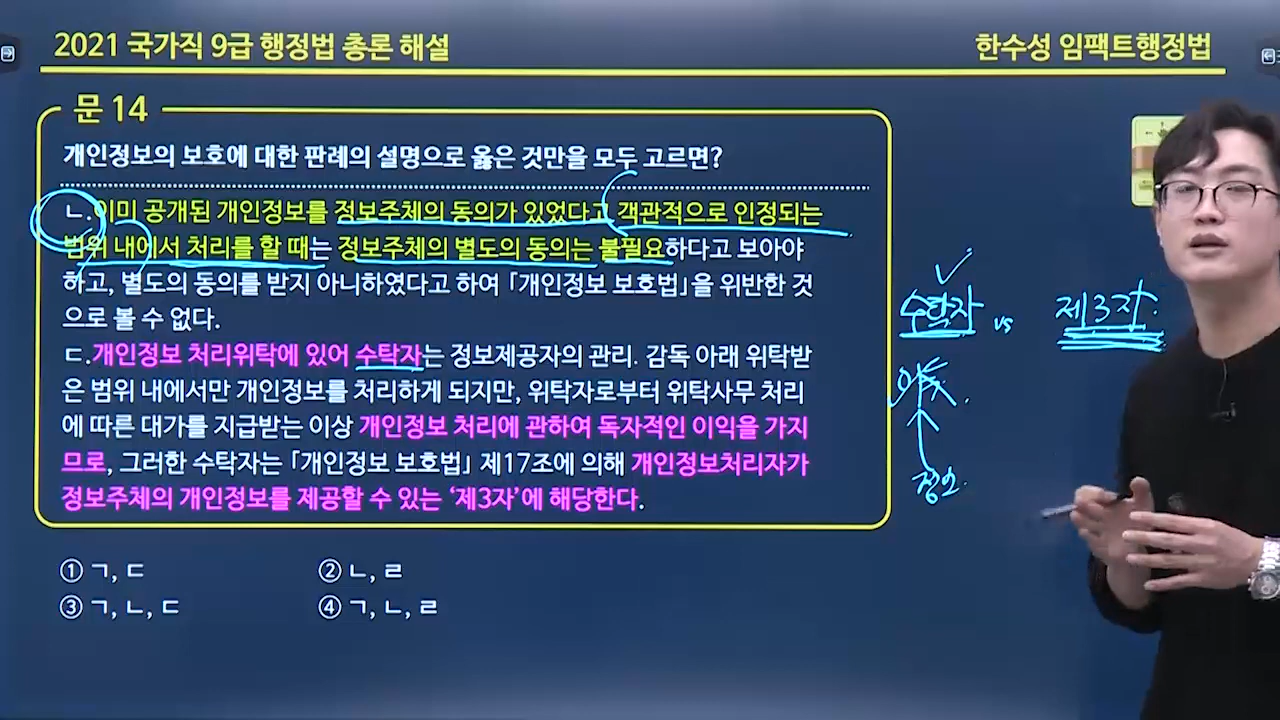 2021 국가직 9급 행정법 총론 해설
한수성 임팩트행정법
문 14
개인정보의 보호에 대한 판례의 설명으로 옳은 것만을 모두 고르면?
ㄴ.이미 공개된 개인정보를 정보주체의 동의가 있었다고 객관적으로 인정되는
범위 내에서 처리를 할 때는 정보주체의 별도의 동의는 불필요하다고 보아야
하고, 별도의 동의를 받지 아니하였다고 하여 「개인정보 보호법」을 위반한 것
으로 볼 수 없다.
ㄷ.개인정보 처리위탁에 있어 수탁자는 정보제공자의 관리. 감독 아래 위탁받
은 범위 내에서만 개인정보를 처리하게 되지만, 위탁자로부터 위탁사무 처리
에 따른 대가를 지급받는 이상 개인정보 처리에 관하여 독자적인 이익을 가지
므로, 그러한 수탁자는 「개인정보 보호법」 제17조에 의해 개인정보처리자가
정보주체의 개인정보를 제공할 수 있는 ‘제3자’에 해당한다.
수탁자 vs 제3자.
① ㄱ, ㄷ
② ㄴ, ㄹ
③ ㄱ, ㄴ, ㄷ
④ ㄱ, ㄴ, ㄹ